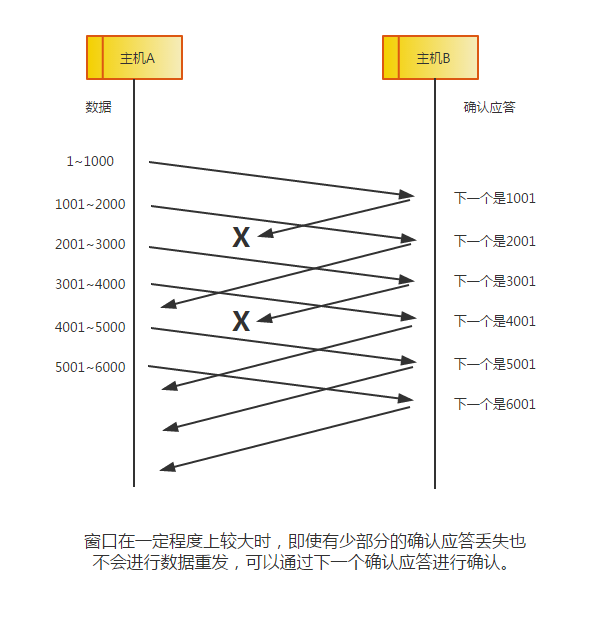 主机A
主机B
数据
确认应答
1~1000
下一个是1001
1001~2000
下一个是2001
X
2001~3000
下一个是3001
3001~4000
下一个是4001
X
4001~5000
下一个是5001
5001~6000
下一个是6001
窗口在一定程度上较大时，即使有少部分的确认应答丢失也
不会进行数据重发，可以通过下一个确认应答进行确认。